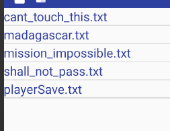 cant_touch_this.txt
madagascar.txt
mission_impossible.txt
shall_not_pass.txt
playerSave.txt